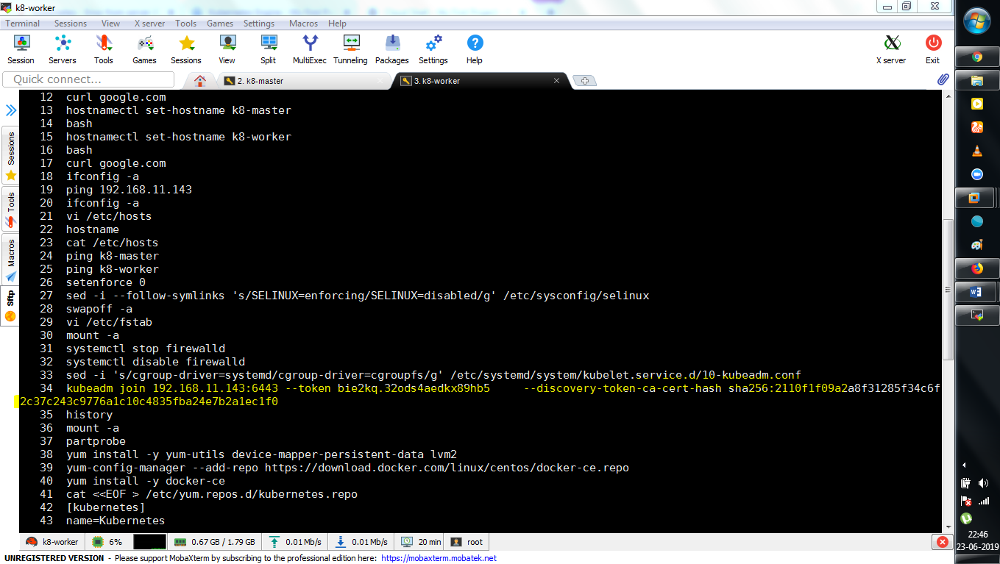 k8-worker
Terminal Sessions View X server Tools Games Settings Macros Help
Session Servers Tools Games Sessions View Split MultiExec Tunneling Packages Settings Help X server Exit
Quick connect...
2. k8-master
3. k8-worker
Sessions
Tools
Macros
Sftp
12 curl google.com
13 hostnamectl set-hostname k8-master
14 bash
15 hostnamectl set-hostname k8-worker
16 bash
17 curl google.com
18 ifconfig -a
19 ping 192.168.11.143
20 ifconfig -a
21 vi /etc/hosts
22 hostname
23 cat /etc/hosts
24 ping k8-master
25 ping k8-worker
26 setenforce 0
27 sed -i --follow-symlinks 's/SELINUX=enforcing/SELINUX=disabled/g' /etc/sysconfig/selinux
28 swapoff -a
29 vi /etc/fstab
30 mount -a
31 systemctl stop firewalld
32 systemctl disable firewalld
33 sed -i 's/cgroup-driver=systemd/cgroup-driver=cgroupfs/g' /etc/systemd/system/kubelet.service.d/10-kubeadm.conf
34 kubeadm join 192.168.11.143:6443 --token bie2kq.32ods4aedkx89hb5 --discovery-token-ca-cert-hash sha256:2110f1f09a2a8f31285f34c6f
2c37c243c9776a1c10c4835fba24e7b2a1ec1f0
35 history
36 mount -a
37 partprobe
38 yum install -y yum-utils device-mapper-persistent-data lvm2
39 yum-config-manager --add-repo https://download.docker.com/linux/centos/docker-ce.repo
40 yum install -y docker-ce
41 cat <<EOF > /etc/yum.repos.d/kubernetes.repo
42 [kubernetes]
43 name=Kubernetes
k8-worker 6% 0.67 GB / 1.79 GB 0.01 Mb/s 0.01 Mb/s 20 min root
UNREGISTERED VERSION - Please support MobaXterm by subscribing to the professional edition here: https://mobaxterm.mobatek.net
22:46
23-06-2019